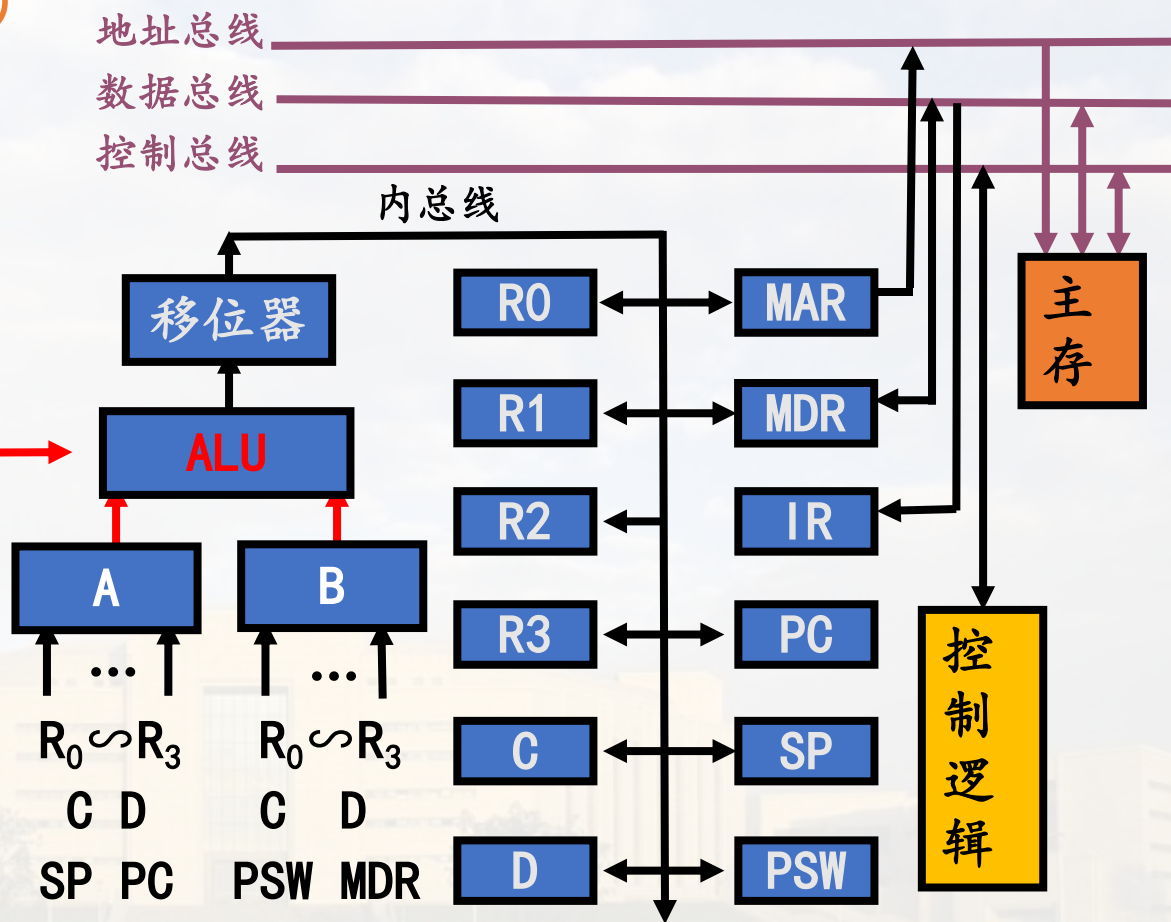 地址总线
数据总线
控制总线
内总线
移位器
ALU
A
B
...
...
R₀∽R₃
R₀∽R₃
C D
C D
SP PC
PSW MDR
R0
MAR
R1
MDR
R2
IR
R3
PC
C
SP
D
PSW
主存
控制逻辑